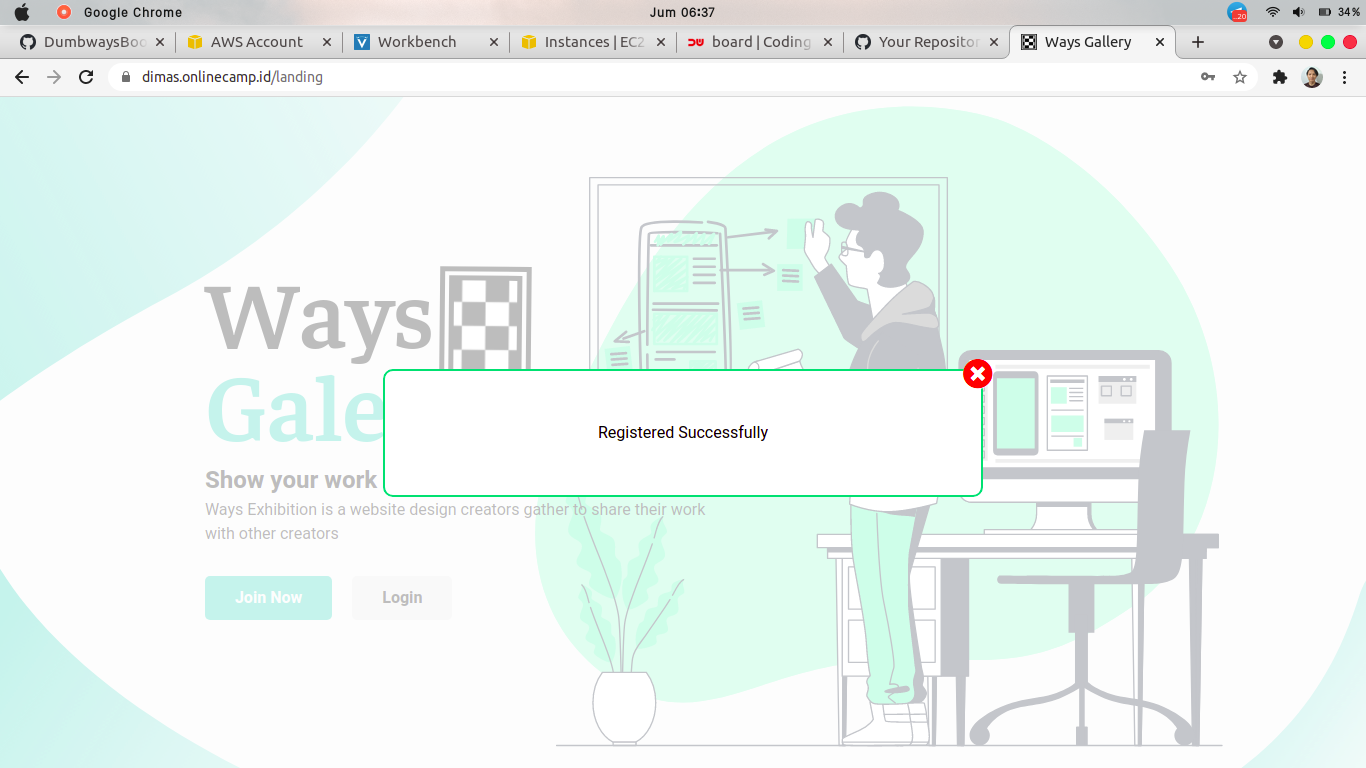 Google Chrome
Jum 06:37
...20
34%
DumbwaysBoo
AWS Account
Workbench
Instances | EC2
board | Coding
Your Repositor
Ways Gallery
dimas.onlinecamp.id/landing
Ways
Gale
Registered Successfully
Show your work
Ways Exhibition is a website design creators gather to share their work
with other creators
Join Now
Login